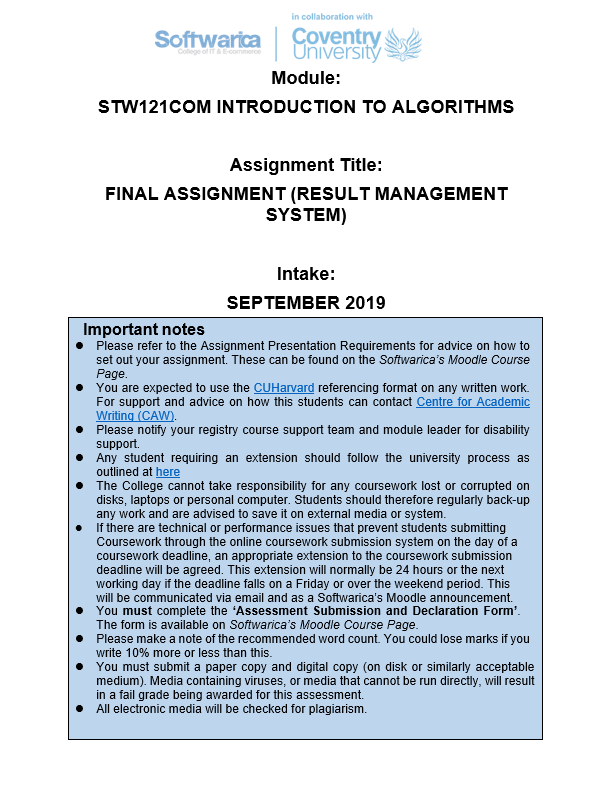 in collaboration with
Softwarica
College of IT & E-commerce
Coventry
University
Module:
STW121COM INTRODUCTION TO ALGORITHMS
Assignment Title:
FINAL ASSIGNMENT (RESULT MANAGEMENT
SYSTEM)
Intake:
SEPTEMBER 2019
Important notes
● Please refer to the Assignment Presentation Requirements for advice on how to
set out your assignment. These can be found on the Softwarica’s Moodle Course
Page.
● You are expected to use the CUHarvard referencing format on any written work.
For support and advice on how this students can contact Centre for Academic
Writing (CAW).
● Please notify your registry course support team and module leader for disability
support.
● Any student requiring an extension should follow the university process as
outlined at here
● The College cannot take responsibility for any coursework lost or corrupted on
disks, laptops or personal computer. Students should therefore regularly back-up
any work and are advised to save it on external media or system.
● If there are technical or performance issues that prevent students submitting
Coursework through the online coursework submission system on the day of a
coursework deadline, an appropriate extension to the coursework submission
deadline will be agreed. This extension will normally be 24 hours or the next
working day if the deadline falls on a Friday or over the weekend period. This
will be communicated via email and as a Softwarica’s Moodle announcement.
● You must complete the ‘Assessment Submission and Declaration Form’.
The form is available on Softwarica’s Moodle Course Page.
● Please make a note of the recommended word count. You could lose marks if you
write 10% more or less than this.
● You must submit a paper copy and digital copy (on disk or similarly acceptable
medium). Media containing viruses, or media that cannot be run directly, will result
in a fail grade being awarded for this assessment.
● All electronic media will be checked for plagiarism.